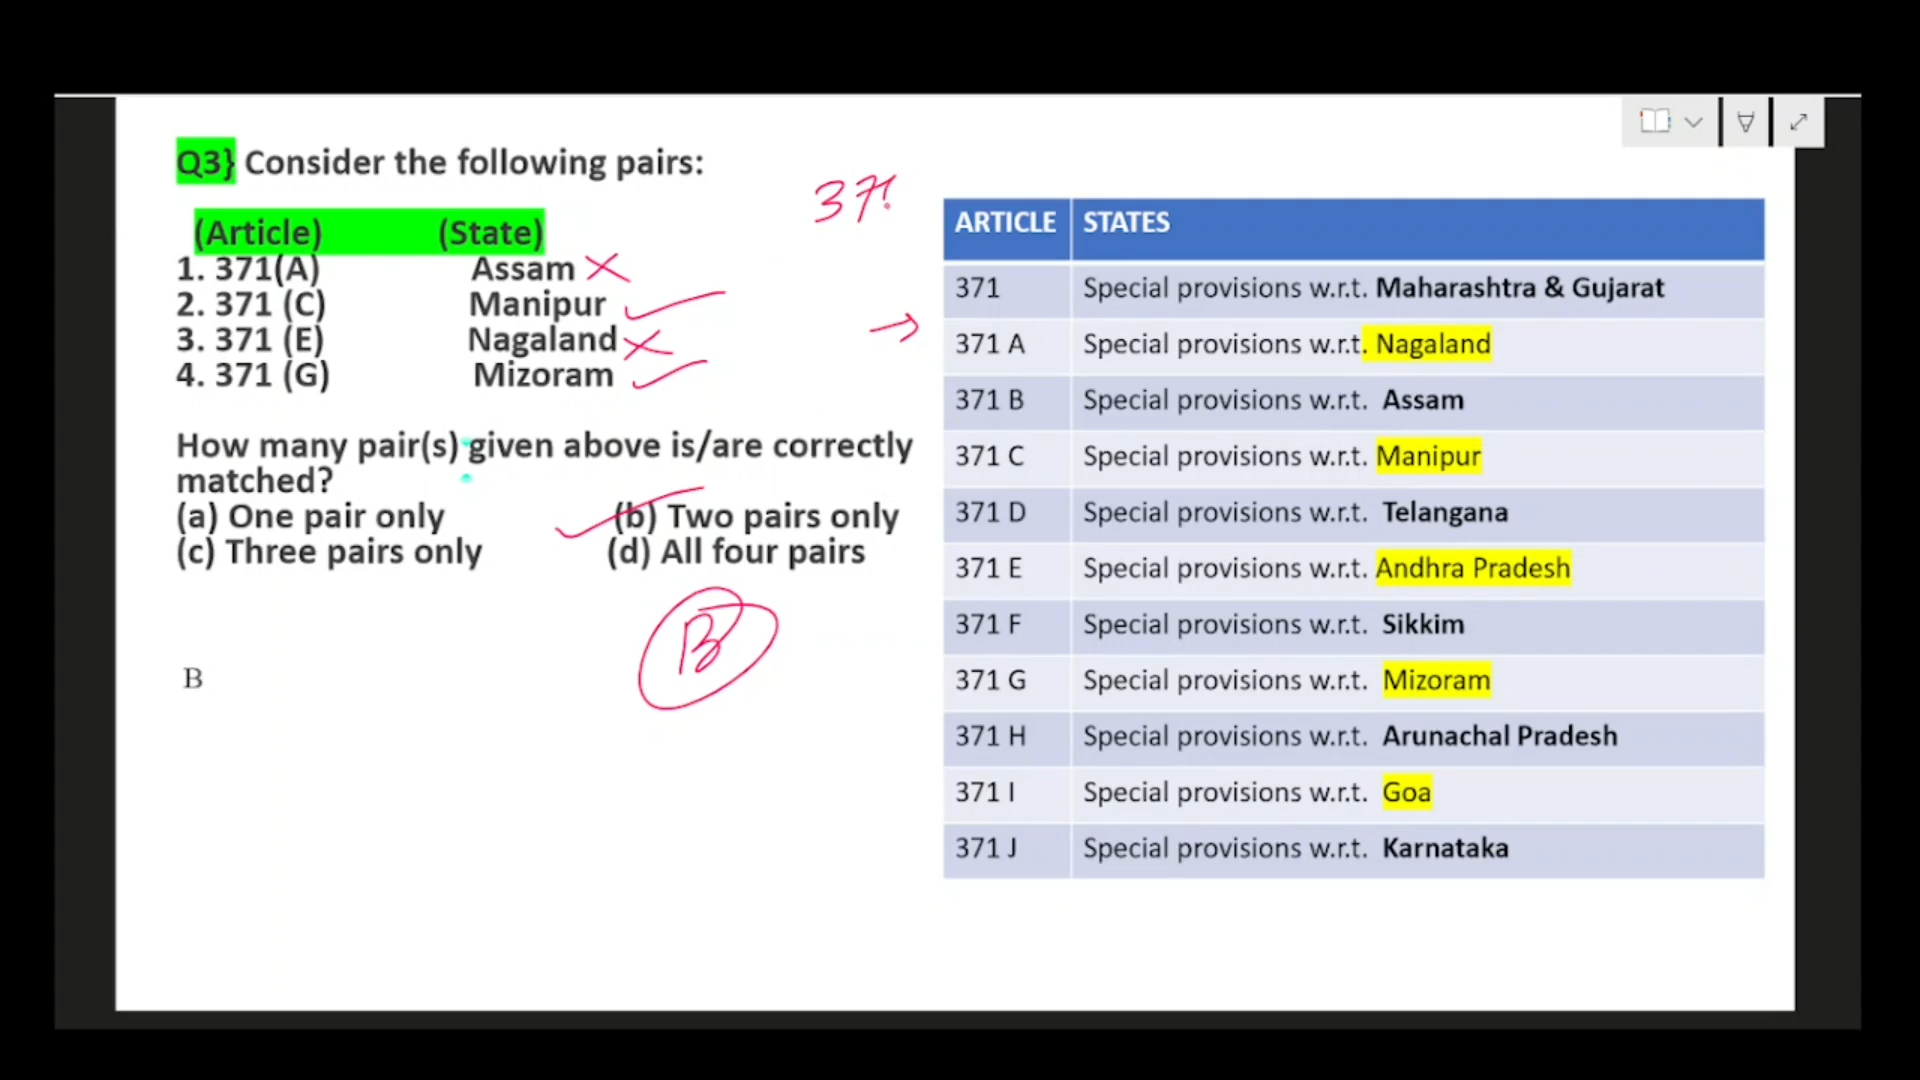 Q3} Consider the following pairs:
(Article) (State)
1. 371(A) Assam
2. 371 (C) Manipur
3. 371 (E) Nagaland
4. 371 (G) Mizoram
How many pair(s) given above is/are correctly
matched?
(a) One pair only (b) Two pairs only
(c) Three pairs only (d) All four pairs
B
B
371
ARTICLE STATES
371 Special provisions w.r.t. Maharashtra & Gujarat
371 A Special provisions w.r.t. Nagaland
371 B Special provisions w.r.t. Assam
371 C Special provisions w.r.t. Manipur
371 D Special provisions w.r.t. Telangana
371 E Special provisions w.r.t. Andhra Pradesh
371 F Special provisions w.r.t. Sikkim
371 G Special provisions w.r.t. Mizoram
371 H Special provisions w.r.t. Arunachal Pradesh
371 I Special provisions w.r.t. Goa
371 J Special provisions w.r.t. Karnataka